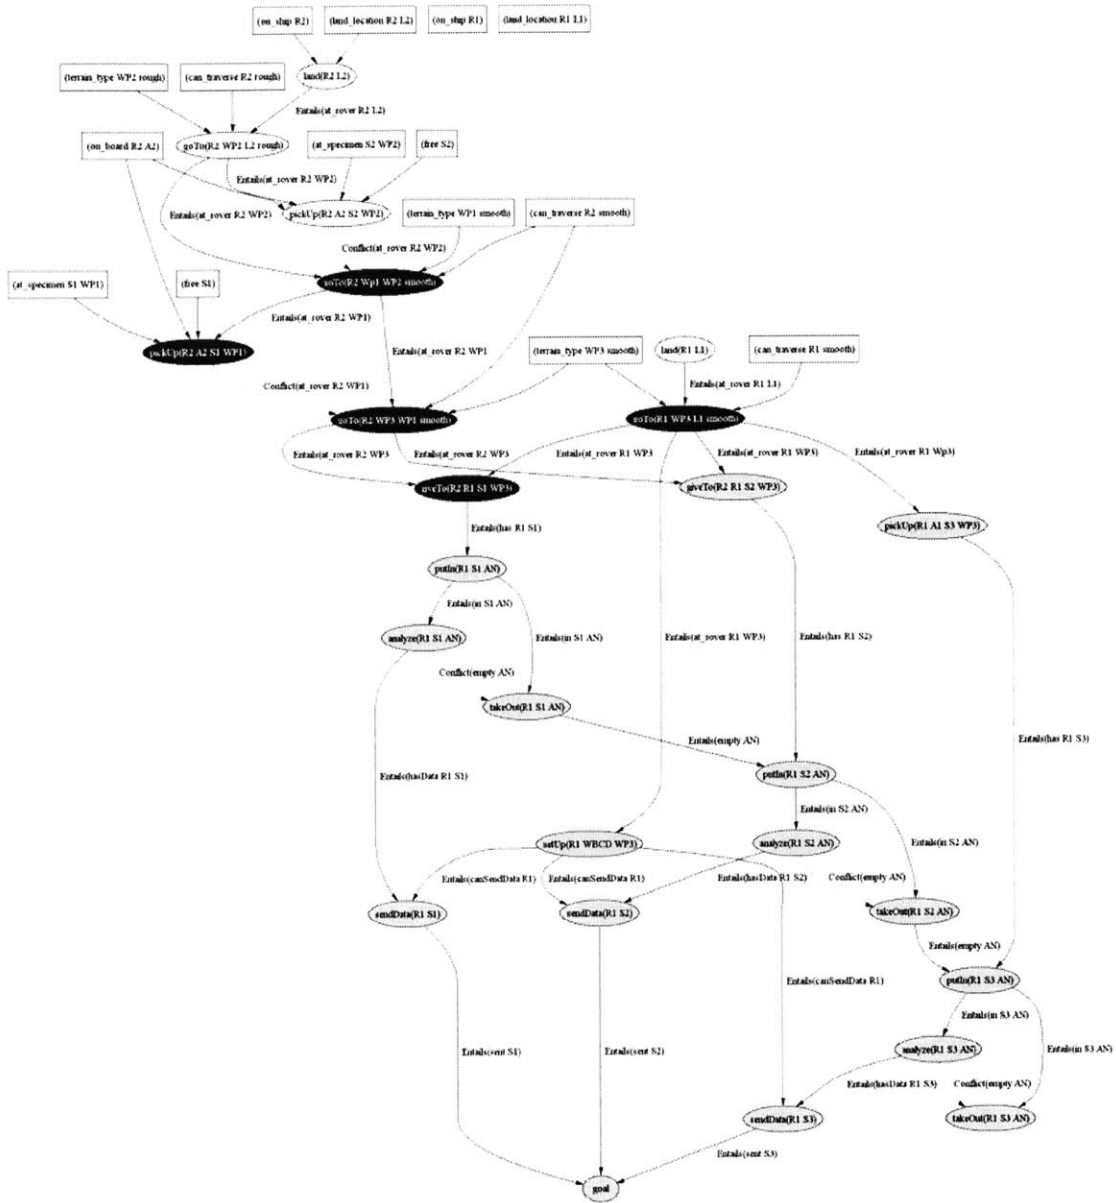 (on_ship R2)
(land_location R2 L2)
(on_ship R1)
(land_location R1 L1)
(terrain_type WP2 rough)
(can_traverse R2 rough)
land(R2 L2)
Entails(at_rover R2 L2)
(on_board R2 A2)
goTo(R2 WP2 L2 rough)
(at_specimen S2 WP2)
(free S2)
Entails(at_rover R2 WP2)
Entails(at_rover R2 WP2)
pickUp(R2 A2 S2 WP2)
(terrain_type WP1 smooth)
(can_traverse R2 smooth)
Conflict(at_rover R2 WP2)
(at_specimen S1 WP1)
(free S1)
goTo(R2 Wp1 WP2 smooth)
Entails(at_rover R2 WP1)
pickUp(R2 A2 S1 WP1)
Entails(at_rover R2 WP1
(terrain_type WP3 smooth)
land(R1 L1)
(can_traverse R1 smooth)
Conflict(at_rover R2 WP1)
Entails(at_rover R1 L1)
goTo(R2 WP3 WP1 smooth)
goTo(R1 WP3 L1 smooth)
Entails(at_rover R2 WP3
Entails(at_rover R2 WP3
Entails(at_rover R1 WP3
Entails(at_rover R1 WP3)
Entails(at_rover R1 Wp3)
giveTo(R2 R1 S1 WP3)
giveTo(R2 R1 S2 WP3)
pickUp(R1 A1 S3 WP3)
Entails(has R1 S1)
putIn(R1 S1 AN)
Entails(in S1 AN)
analyze(R1 S1 AN)
Entails(in S1 AN)
Entails(at_rover R1 WP3)
Entails(has R1 S2)
Conflict(empty AN)
takeOut(R1 S1 AN)
Entails(empty AN)
Entails(has R1 S3)
Entails(hasData R1 S1)
putIn(R1 S2 AN)
Entails(in S2 AN)
setUp(R1 WBCD WP3)
analyze(R1 S2 AN)
Entails(in S2 AN)
Entails(canSendData R1)
Entails(canSendData R1)
Entails(hasData R1 S2)
Conflict(empty AN)
sendData(R1 S1)
sendData(R1 S2)
takeOut(R1 S2 AN)
Entails(empty AN)
Entails(canSendData R1)
putIn(R1 S3 AN)
Entails(in S3 AN)
Entails(sent S1)
Entails(sent S2)
analyze(R1 S3 AN)
Entails(in S3 AN)
Entails(hasData R1 S3)
Conflict(empty AN)
sendData(R1 S3)
takeOut(R1 S3 AN)
Entails(sent S3)
goal